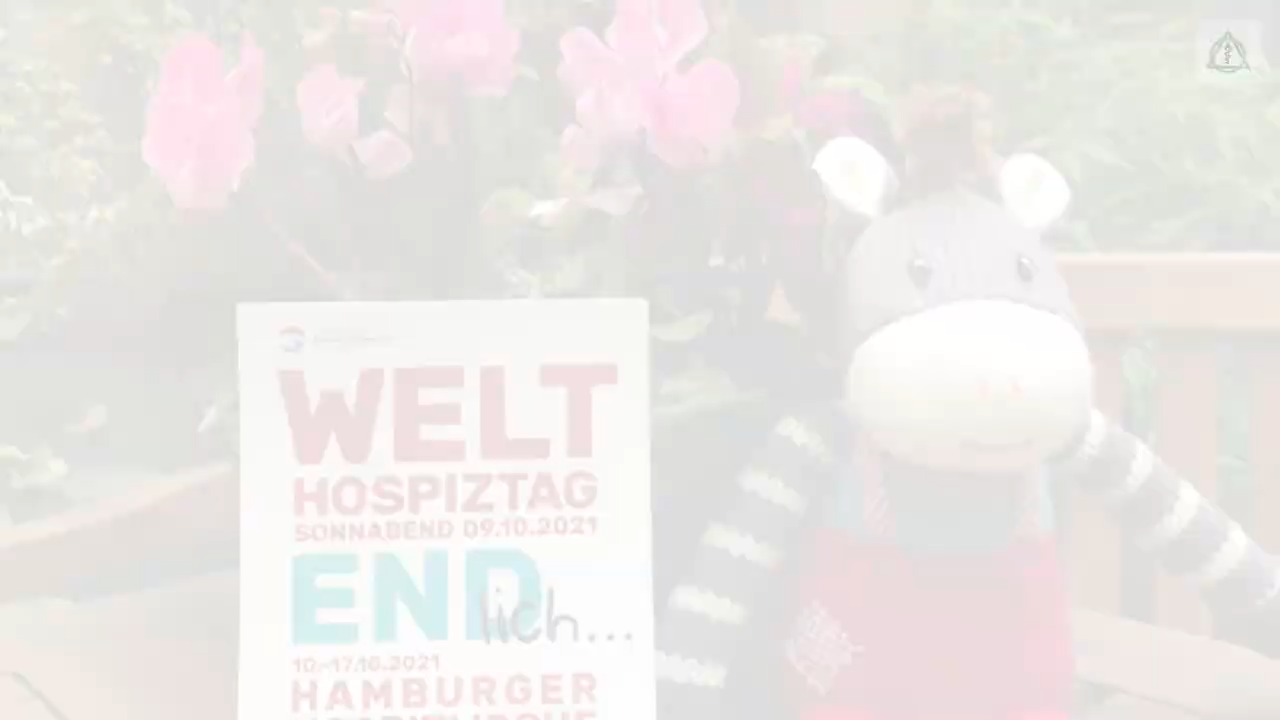 WELT
HOSPIZTAG
SONNABEND 09.10.2021
END
lich...
10.-17.10.2021
HAMBURGER